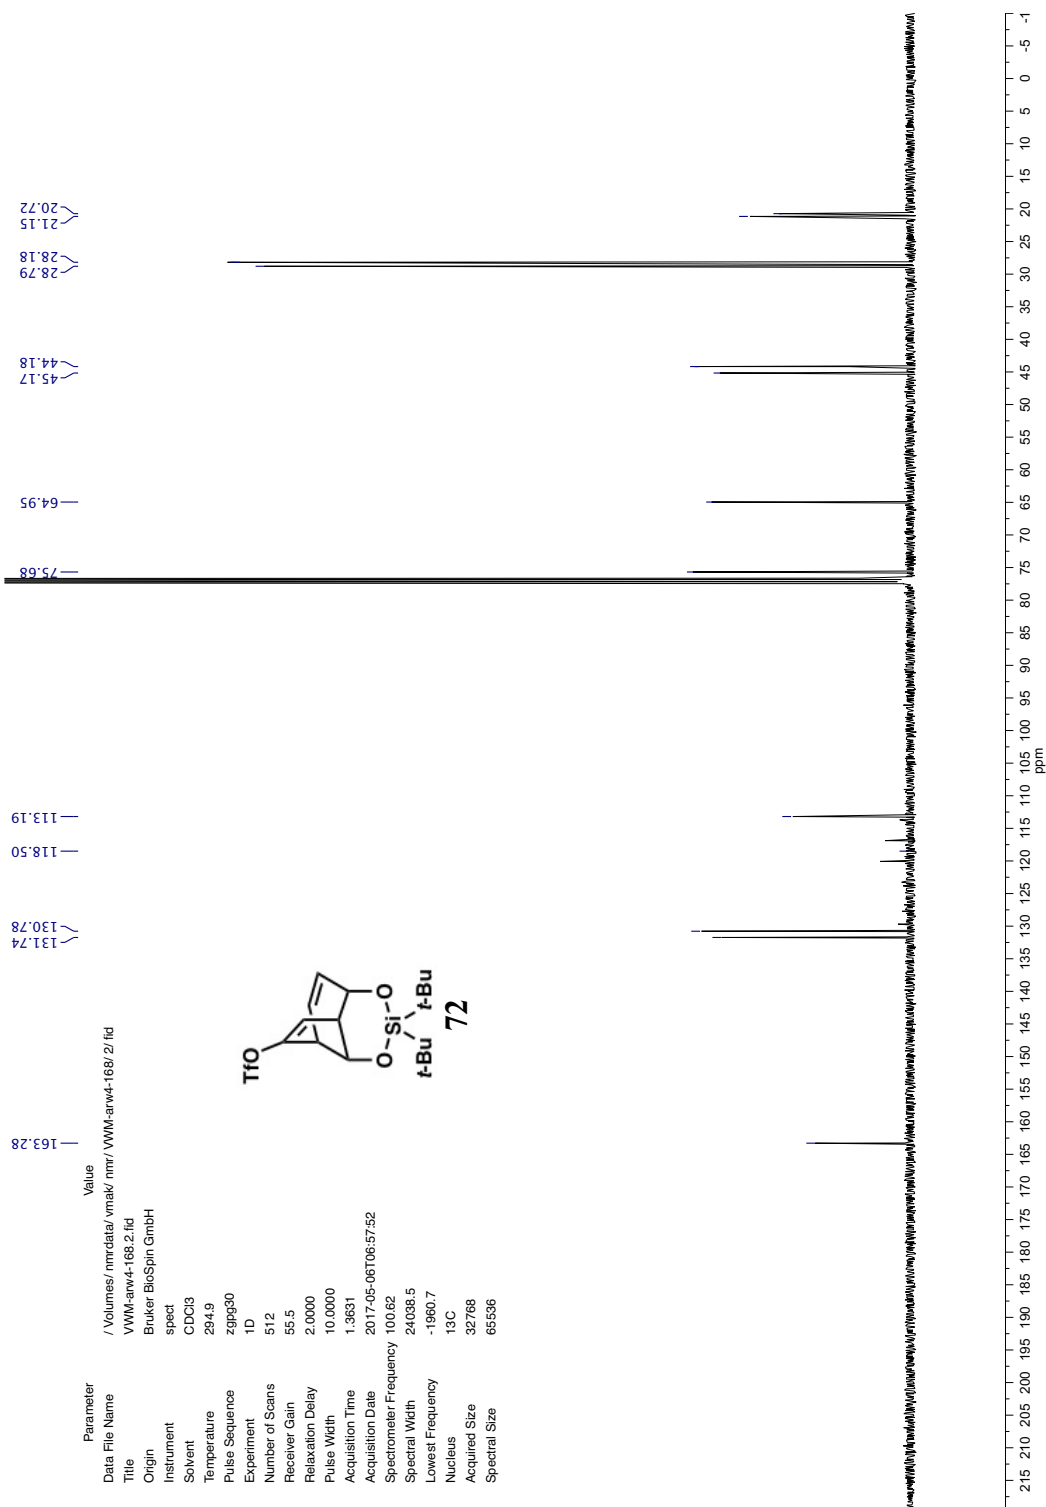 Parameter Value
Data File Name / Volumes/ nmrdata/ vmak/ nmr/ VWM-arw4-168/ 2/ fid
Title VWM-arw4-168.2.fid
Origin Bruker BioSpin GmbH
Instrument spect
Solvent CDCl3
Temperature 294.9
Pulse Sequence zgpg30
Experiment 1D
Number of Scans 512
Receiver Gain 55.5
Relaxation Delay 2.0000
Pulse Width 10.0000
Acquisition Time 1.3631
Acquisition Date 2017-05-06T06:57:52
Spectrometer Frequency 100.62
Spectral Width 24038.5
Lowest Frequency -1960.7
Nucleus 13C
Acquired Size 32768
Spectral Size 65536
163.28
131.74
130.78
118.50
113.19
75.68
64.95
45.17
44.18
28.79
28.18
21.15
20.72
TfO
O
Si
O
t-Bu
t-Bu
72
215 210 205 200 195 190 185 180 175 170 165 160 155 150 145 140 135 130 125 120 115 110 105 100 95 90 85 80 75 70 65 60 55 50 45 40 35 30 25 20 15 10 5 0 -5 -1
ppm